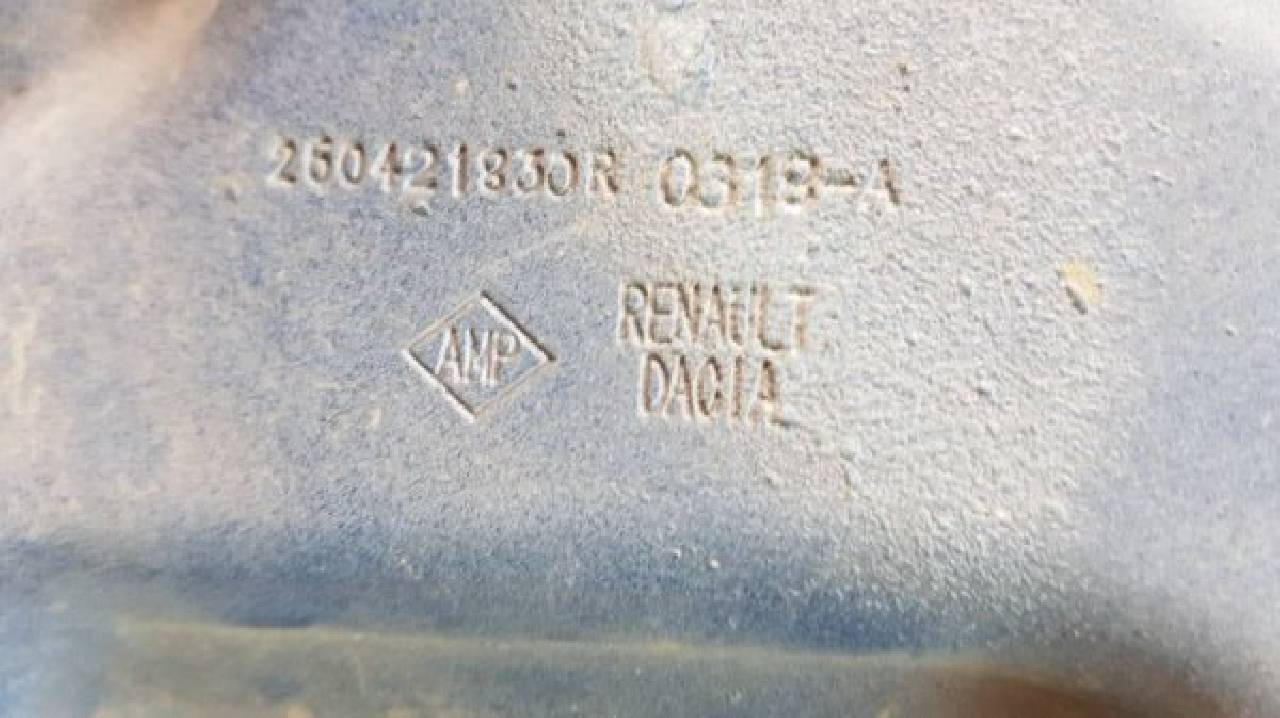 260421830R 0318-A
AMP
RENAULT
DACIA